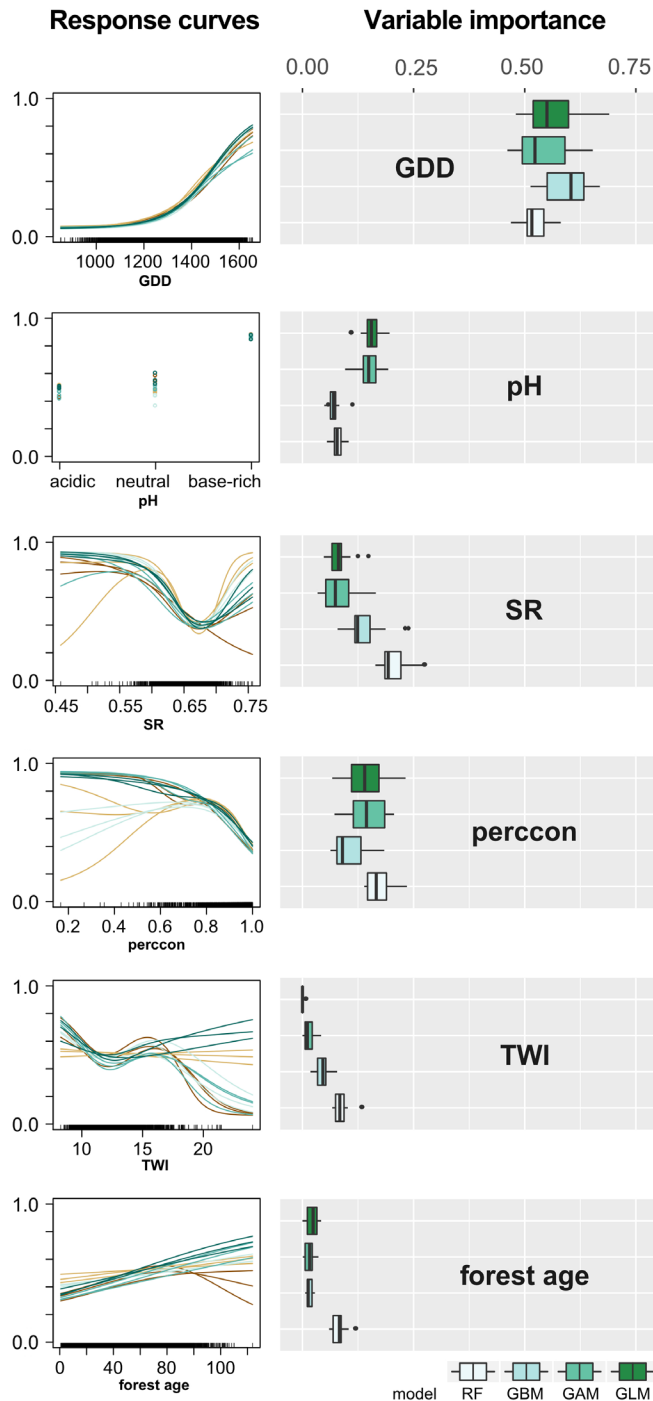 Response curves
Variable importance
0.00 0.25 0.50 0.75
1.0
0.0
1000 1200 1400 1600
GDD
GDD
1.0
0.0
acidic neutral base-rich
pH
pH
1.0
0.0
0.45 0.55 0.65 0.75
SR
SR
1.0
0.0
0.2 0.4 0.6 0.8 1.0
perccon
perccon
1.0
0.0
10 15 20
TWI
TWI
1.0
0.0
0 40 80 100
forest age
forest age
model RF GBM GAM GLM